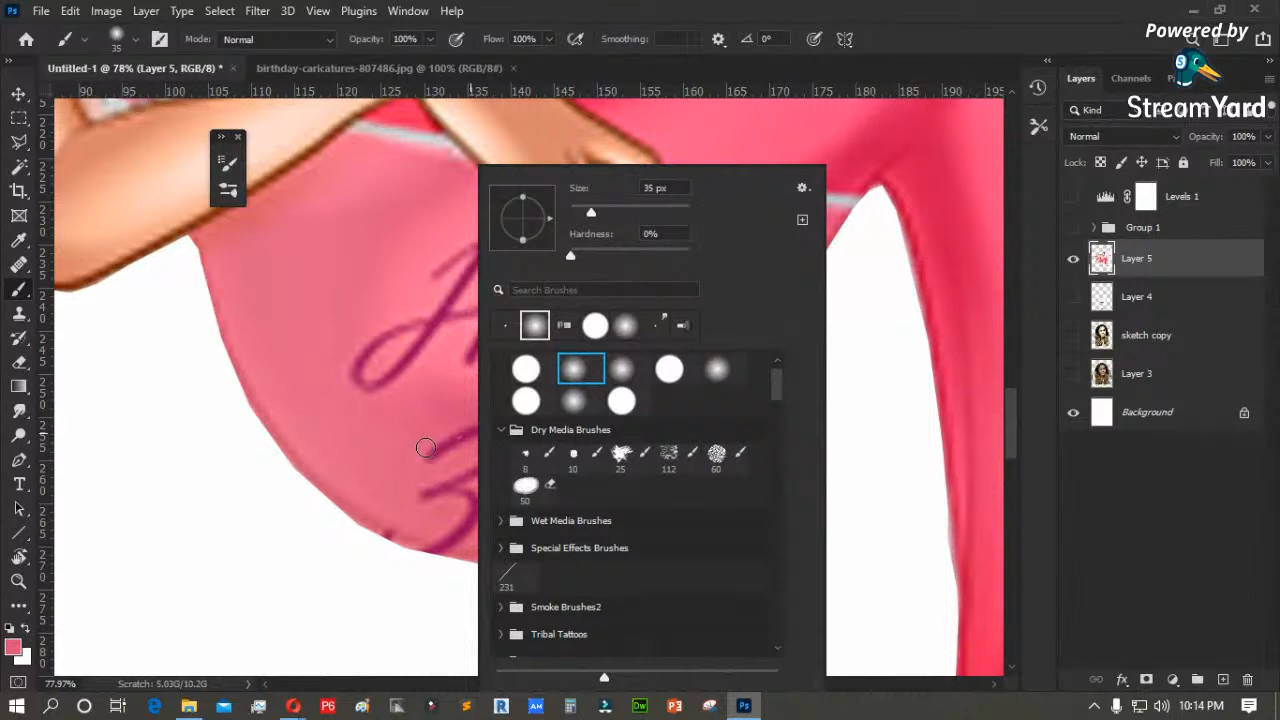 Ps File Edit Image Layer Type Select Filter 3D View Plugins Window Help
35 Mode: Normal Opacity: 100% Flow: 100% Smoothing: 0°
Powered by
StreamYard
Untitled-1 @ 78% (Layer 5, RGB/8) * × birthday-caricatures-807486.jpg @ 100% (RGB/8#) ×
90 95 100 105 110 115 120 125 130 135 140 145 150 155 160 165 170 175 180 185 190 195
Layers Channels
Kind
Normal Opacity: 100%
Lock: Fill: 100%
Levels 1
Group 1
Layer 5
Layer 4
sketch copy
Layer 3
Background
Size: 35 px
Hardness: 0%
Search Brushes
Dry Media Brushes
8 10 25 112 60
50
Wet Media Brushes
Special Effects Brushes
231
Smoke Brushes2
Tribal Tattoos
77.97% Scratch: 5.03G/10.2G
10:14 PM